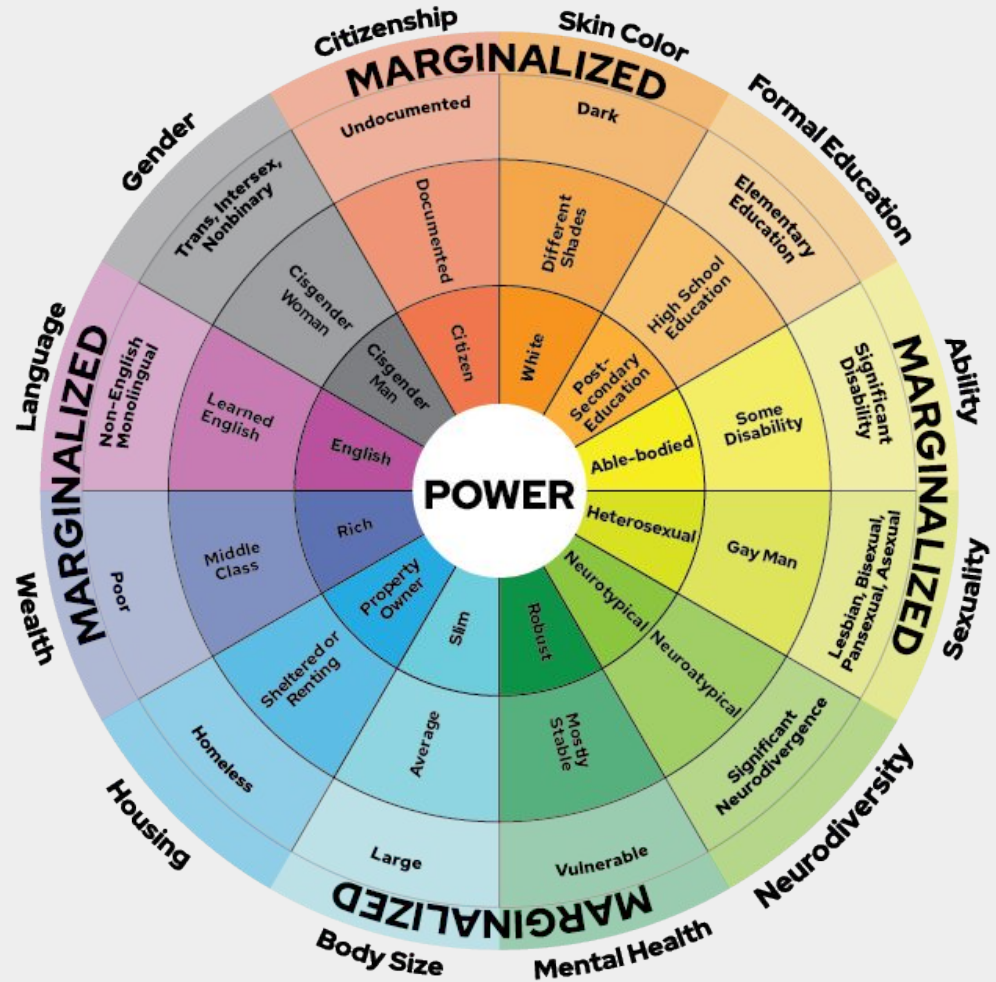 Citizenship
Skin Color
Formal Education
Ability
Sexuality
Neurodiversity
Mental Health
Body Size
Housing
Wealth
Language
Gender
MARGINALIZED
MARGINALIZED
MARGINALIZED
MARGINALIZED
Undocumented
Documented
Citizen
Dark
Different
Shades
White
Elementary
Education
High School
Education
Post-
Secondary
Education
Significant
Disability
Some
Disability
Able-bodied
Lesbian, Bisexual,
Pansexual, Asexual
Gay Man
Heterosexual
Significant
Neurodivergence
Neuroatypical
Neurotypical
Vulnerable
Mostly
Stable
Robust
Large
Average
Slim
Homeless
Sheltered or
Renting
Property
Owner
Poor
Middle
Class
Rich
Non-English
Monolingual
Learned
English
English
Trans, Intersex,
Nonbinary
Cisgender
Woman
Cisgender
Man
POWER